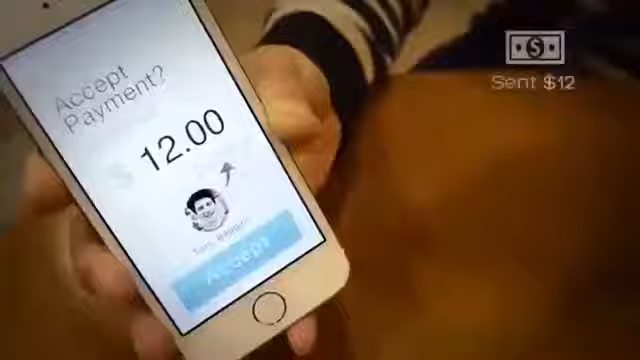 Accept
Payment?
$ 12.00
Accept
Sent $12